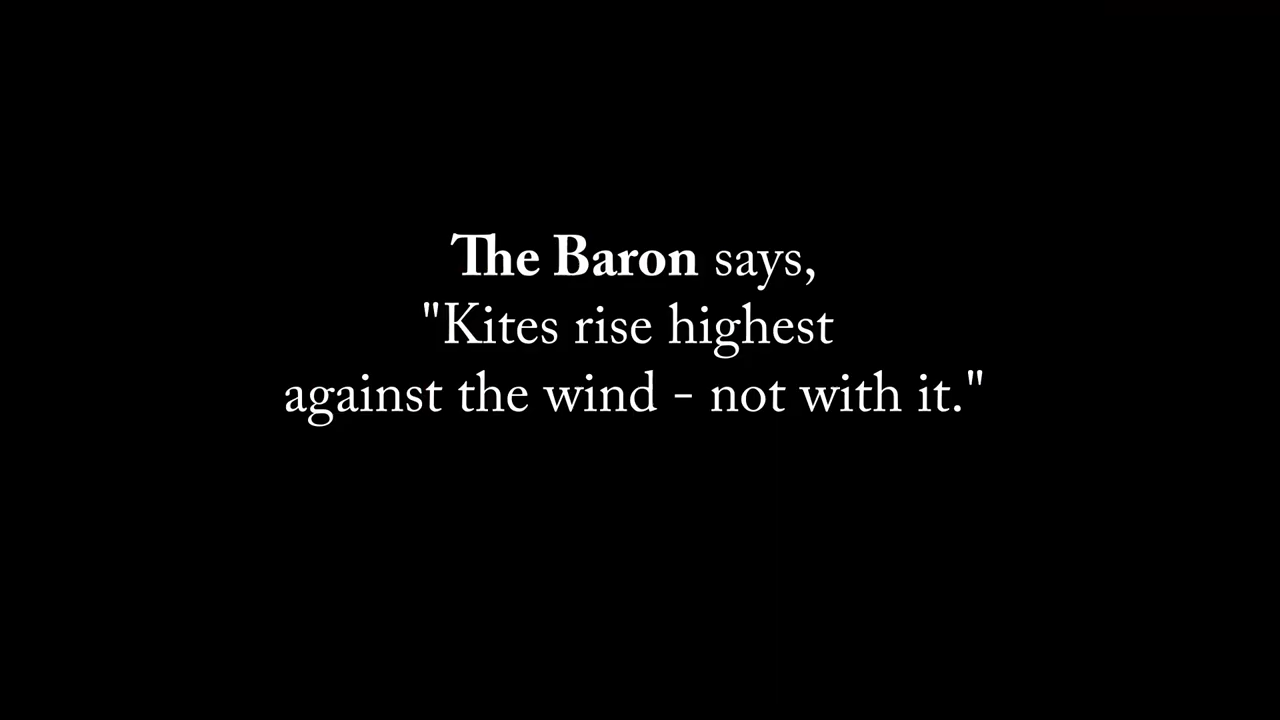 The Baron says,
"Kites rise highest
against the wind - not with it."